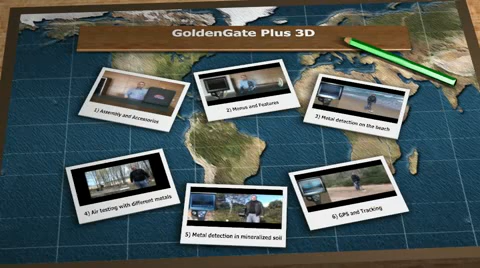 GoldenGate Plus 3D
1) Assembly and Accesories
2) Menus and Features
3) Metal detection on the beach
4) Air testing with different metals
5) Metal detection in mineralized soil
6) GPS and Tracking